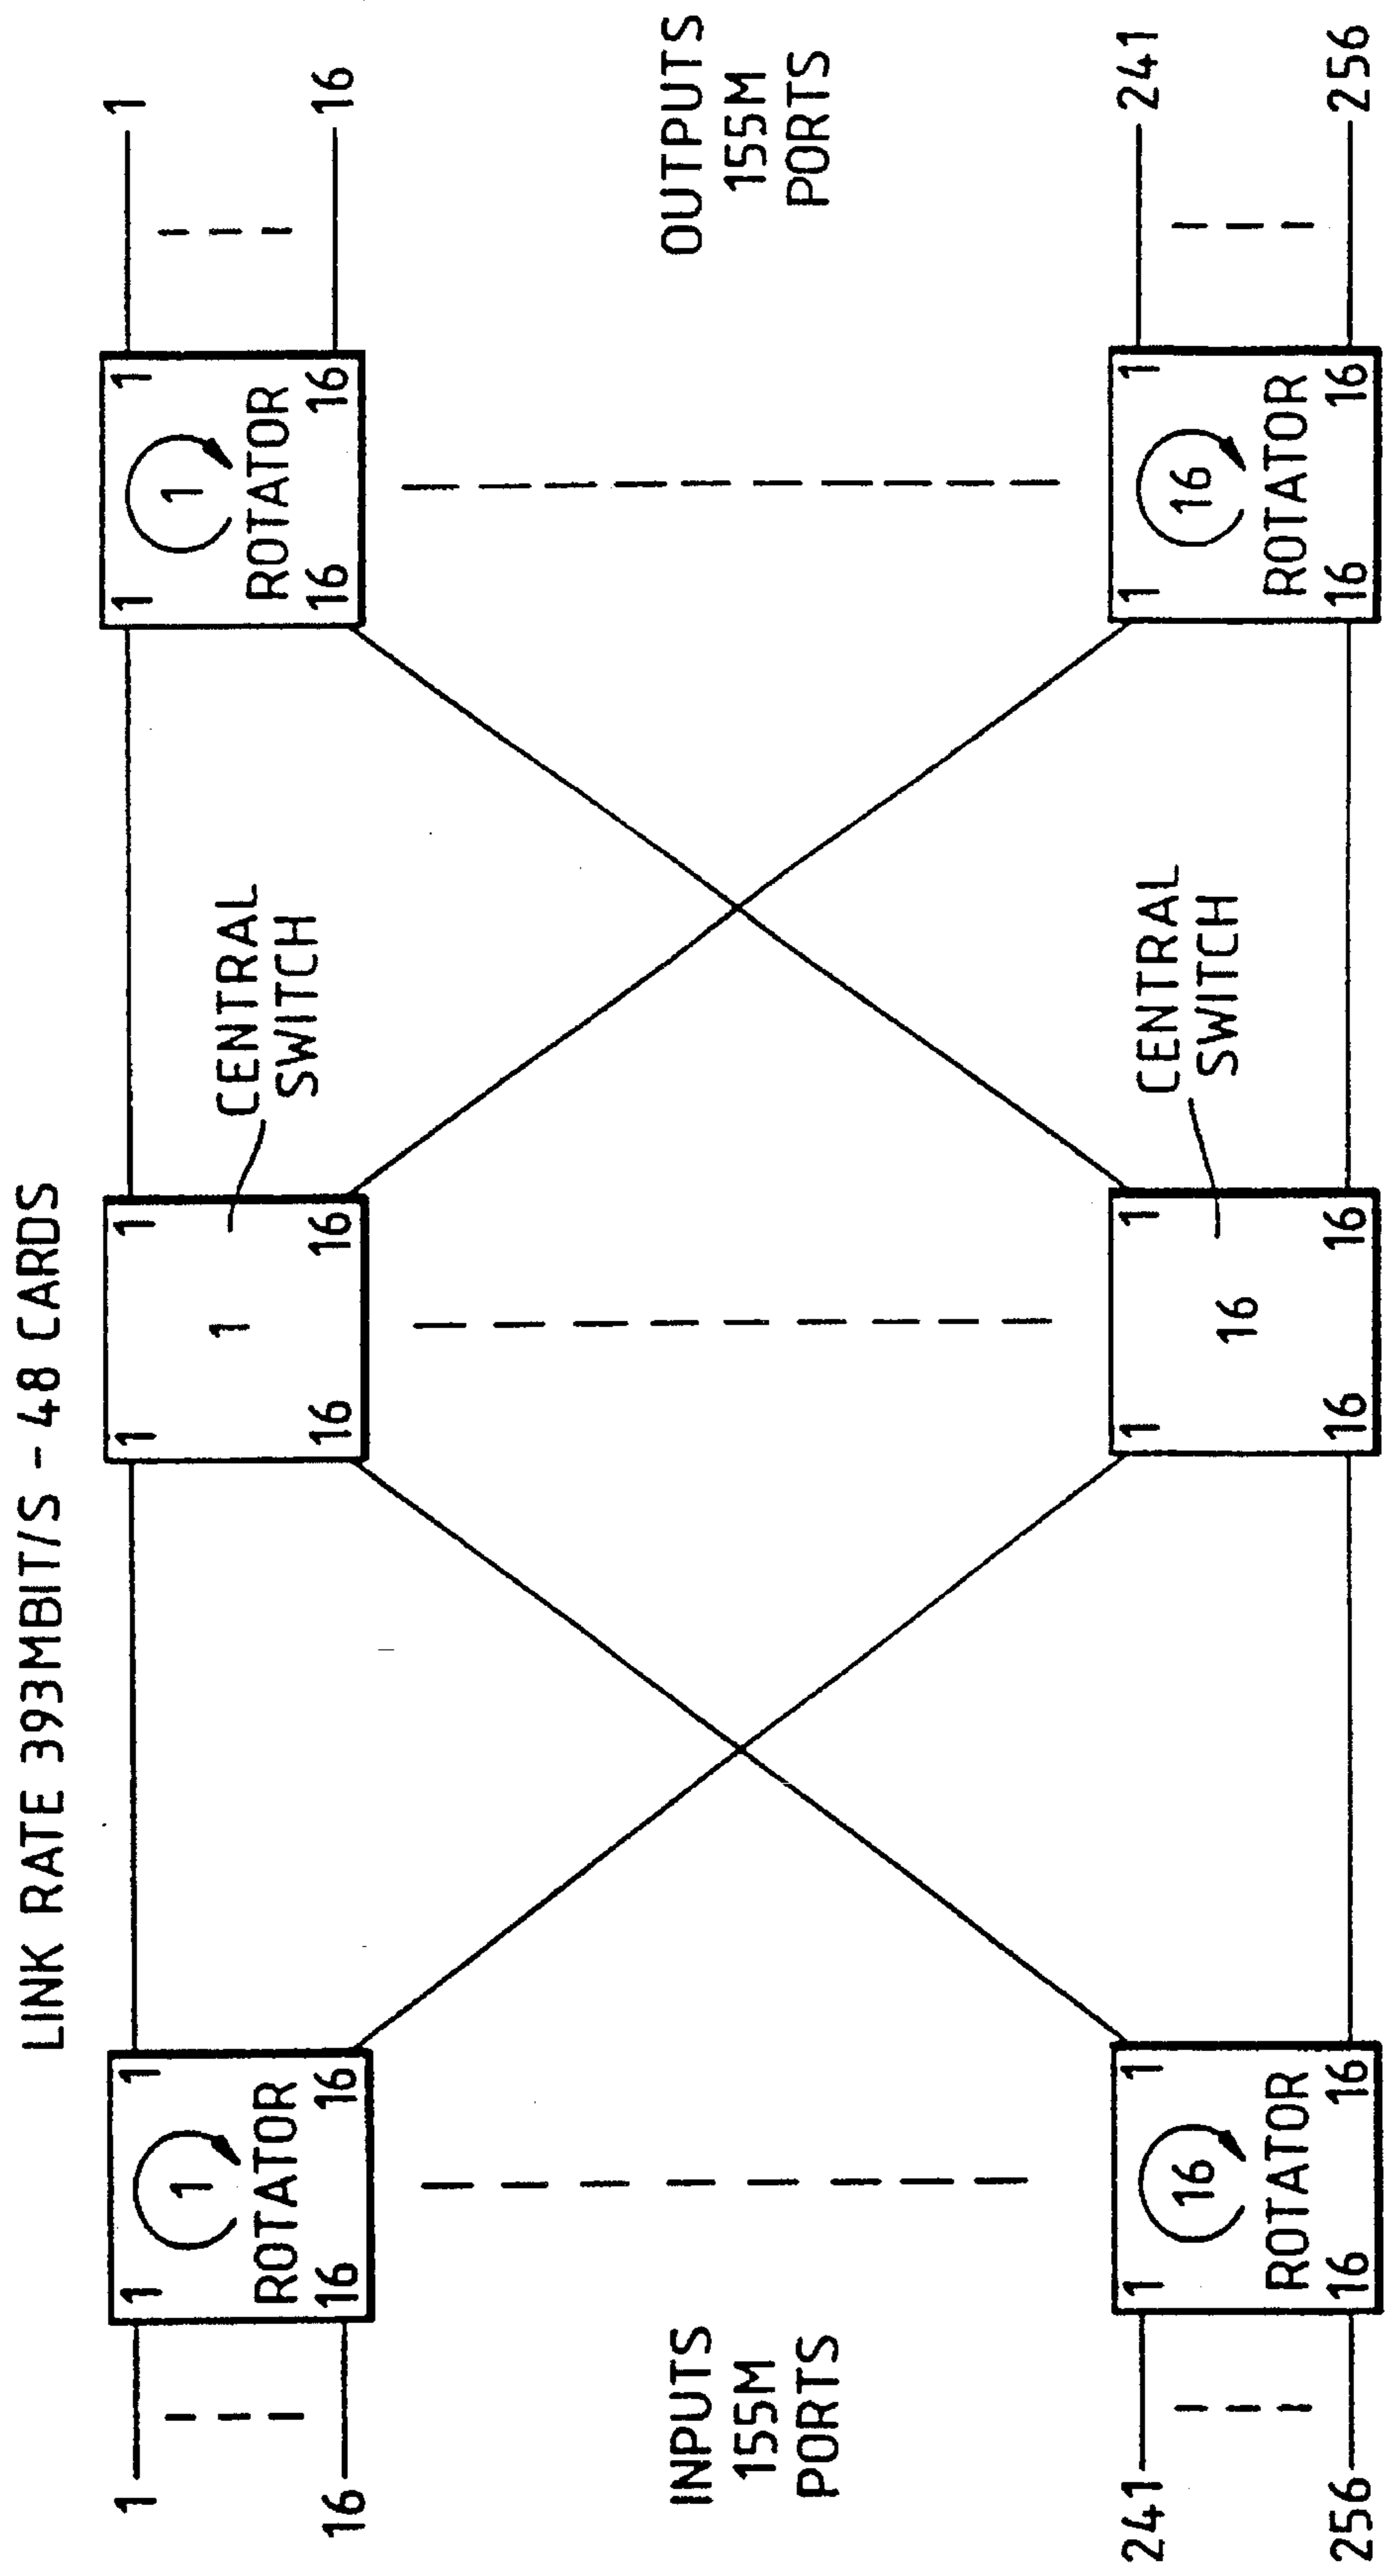 LINK RATE 393MBIT/S - 48 CARDS
1
1
1
1
ROTATOR
16
16
16
1
1
1
CENTRAL
SWITCH
16
16
1
1
1
1
ROTATOR
16
16
16
INPUTS
155M
PORTS
OUTPUTS
155M
PORTS
241
1
1
16
ROTATOR
16
16
256
1
1
16
CENTRAL
SWITCH
16
16
1
1
241
16
ROTATOR
16
16
256